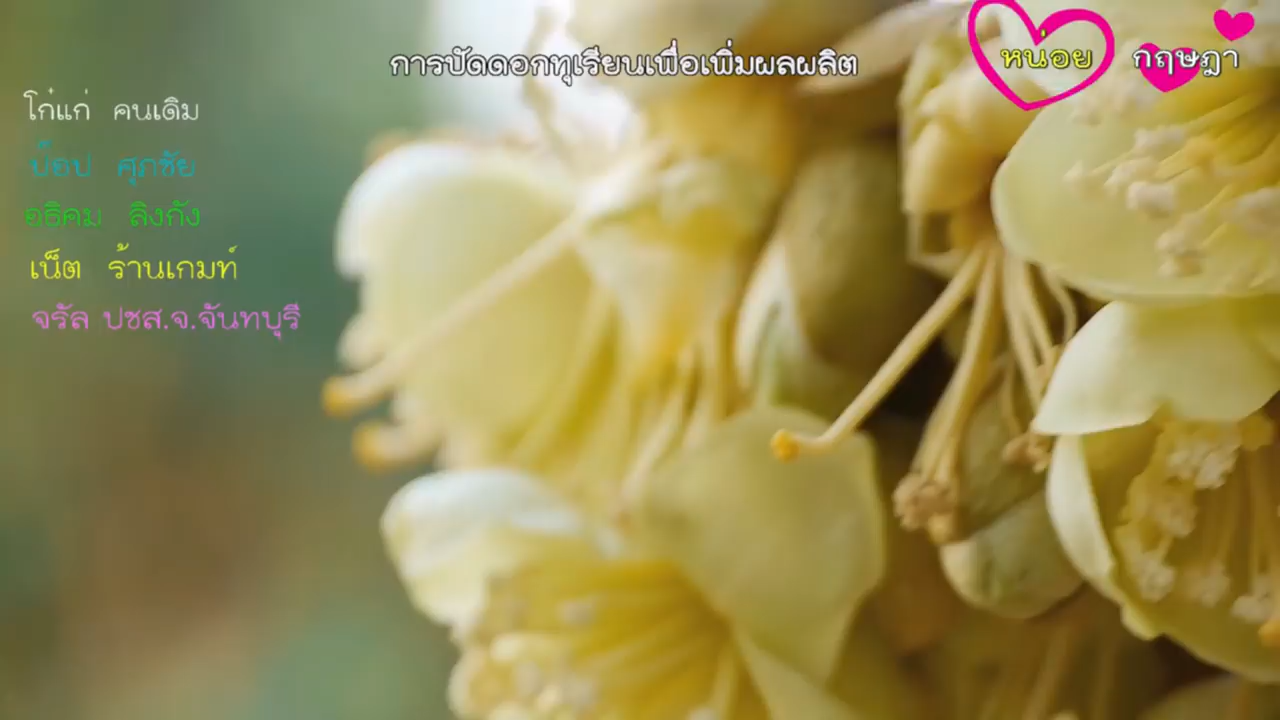 การปัดดอกทุเรียนเพื่อเพิ่มผลผลิต
หน่อย กฤษฎา
โก๋แก่ คนเดิม
บ๊อป ศุภชัย
อธิคม ลิงกัง
เน็ต ร้านเกมท์
จรัล ปชส.จ.จันทบุรี